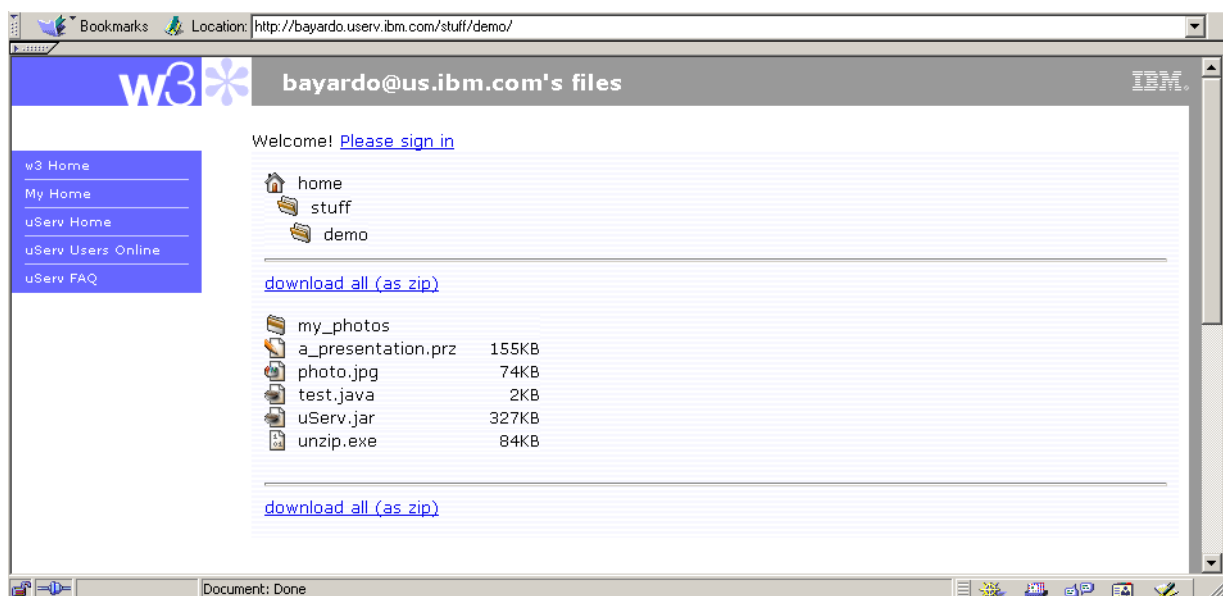 Bookmarks Location: http://bayardo.userv.ibm.com/stuff/demo/
w3 bayardo@us.ibm.com's files IBM.
Welcome! Please sign in
w3 Home
My Home
uServ Home
uServ Users Online
uServ FAQ
home
stuff
demo
download all (as zip)
my_photos
a_presentation.prz 155KB
photo.jpg 74KB
test.java 2KB
uServ.jar 327KB
unzip.exe 84KB
download all (as zip)
Document: Done